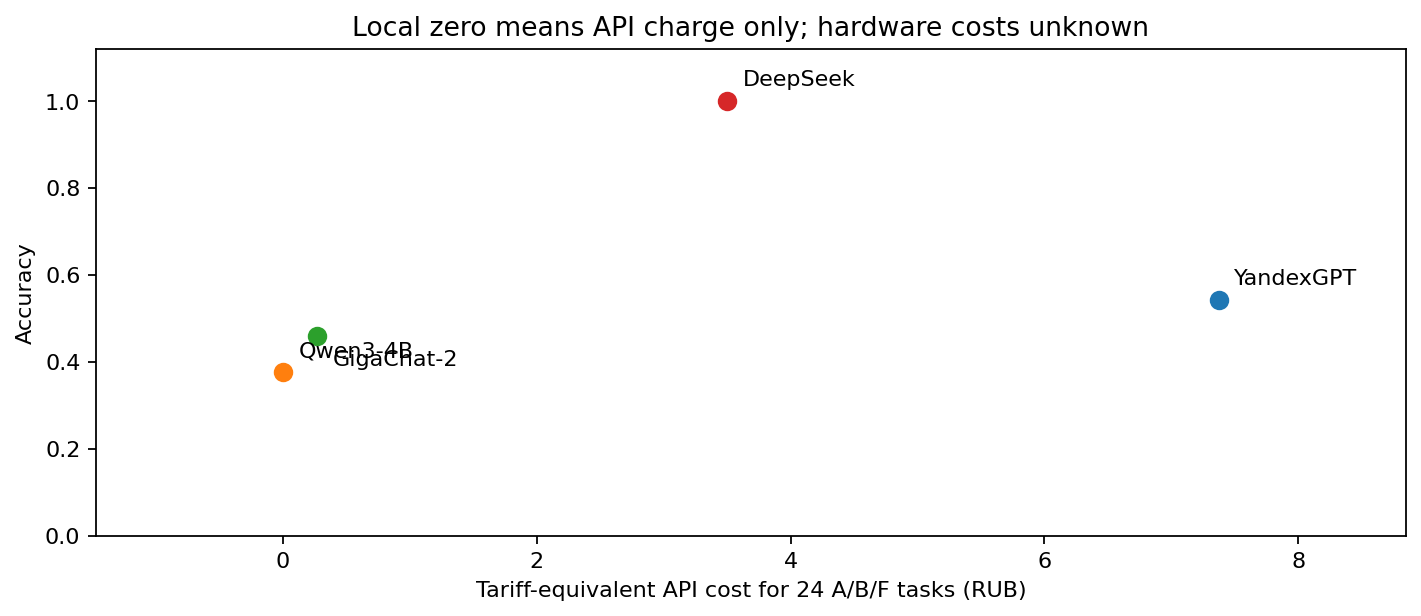 Local zero means API charge only; hardware costs unknown
DeepSeek
YandexGPT
Qwen3-4B
GigaChat-2
Accuracy
1.0
0.8
0.6
0.4
0.2
0.0
0
2
4
6
8
Tariff-equivalent API cost for 24 A/B/F tasks (RUB)